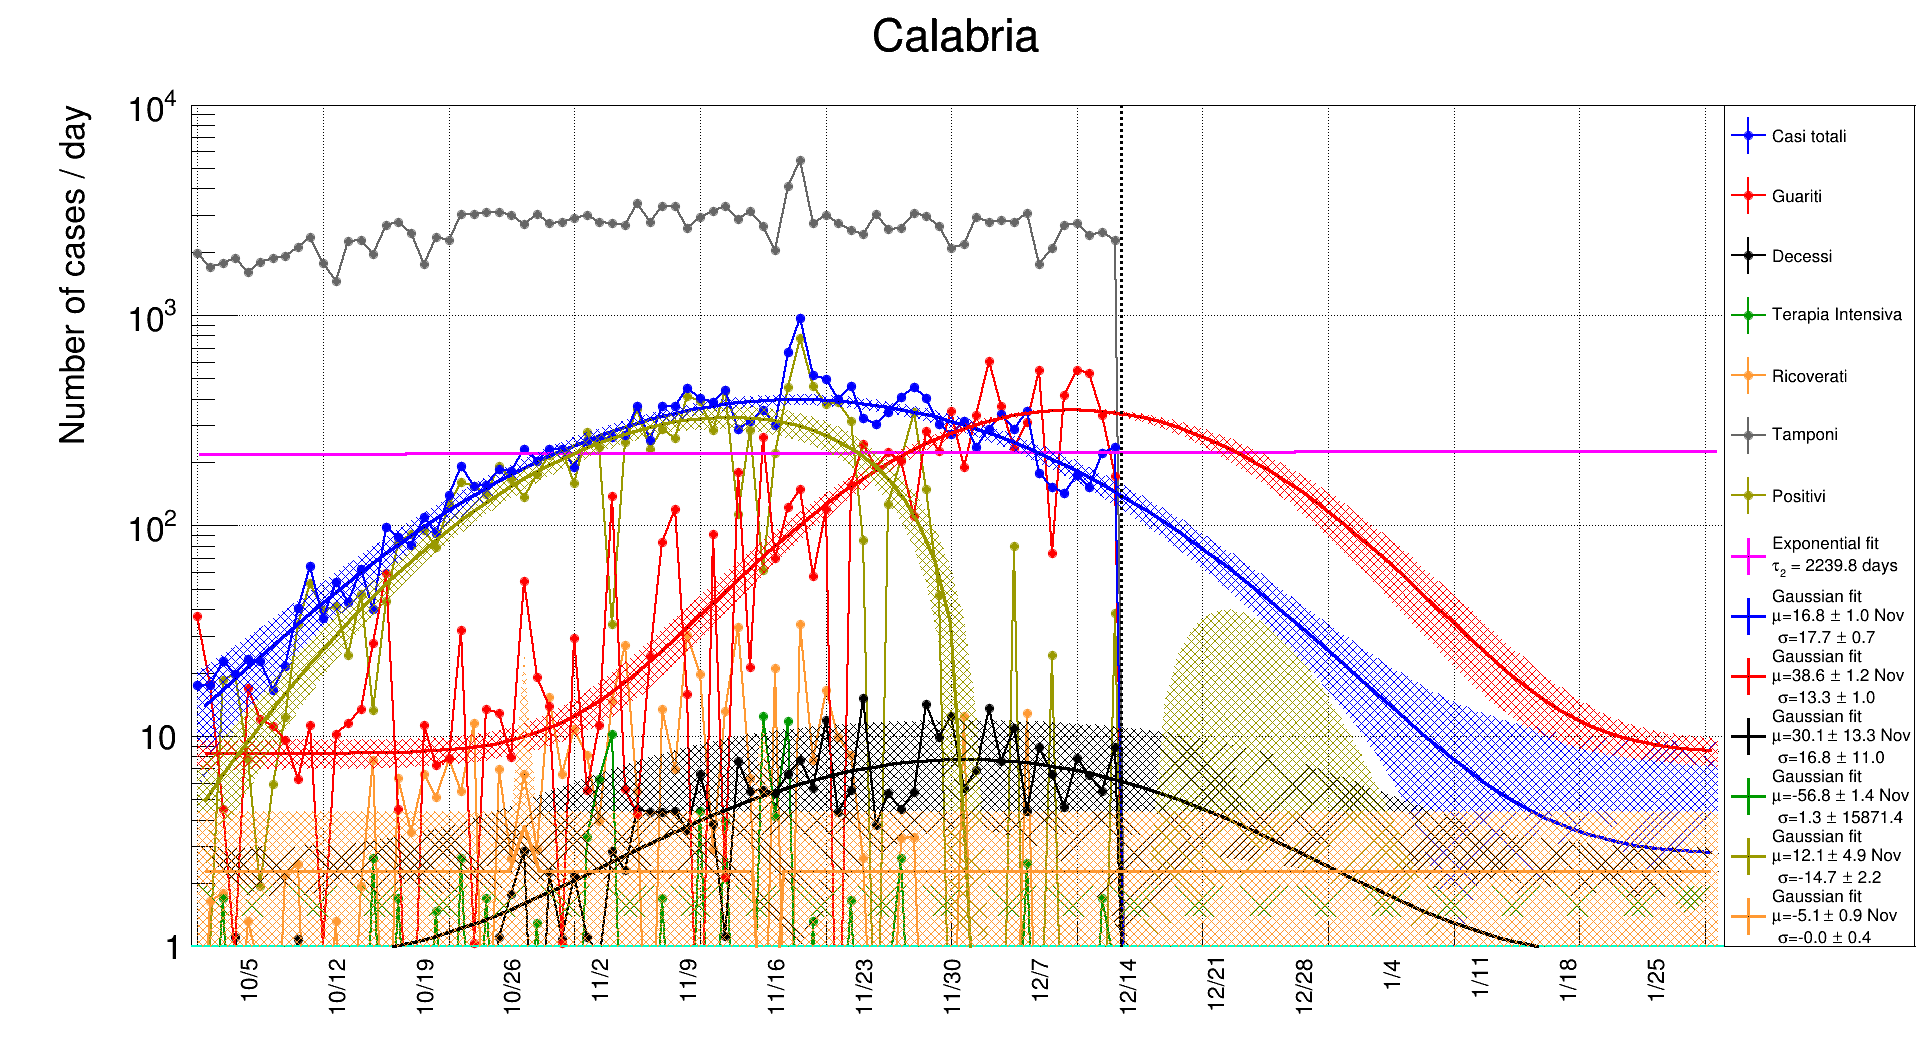 Calabria
Number of cases / day
10^4
10^3
10^2
10
1
10/5
10/12
10/19
10/26
11/2
11/9
11/16
11/23
11/30
12/7
12/14
12/21
12/28
1/4
1/11
1/18
1/25
Casi totali
Guariti
Decessi
Terapia Intensiva
Ricoverati
Tamponi
Positivi
Exponential fit
τ₂ = 2239.8 days
Gaussian fit
μ=16.8 ± 1.0 Nov
σ=17.7 ± 0.7
Gaussian fit
μ=38.6 ± 1.2 Nov
σ=13.3 ± 1.0
Gaussian fit
μ=30.1 ± 13.3 Nov
σ=16.8 ± 11.0
Gaussian fit
μ=-56.8 ± 1.4 Nov
σ=1.3 ± 15871.4
Gaussian fit
μ=12.1 ± 4.9 Nov
σ=-14.7 ± 2.2
Gaussian fit
μ=-5.1 ± 0.9 Nov
σ=-0.0 ± 0.4